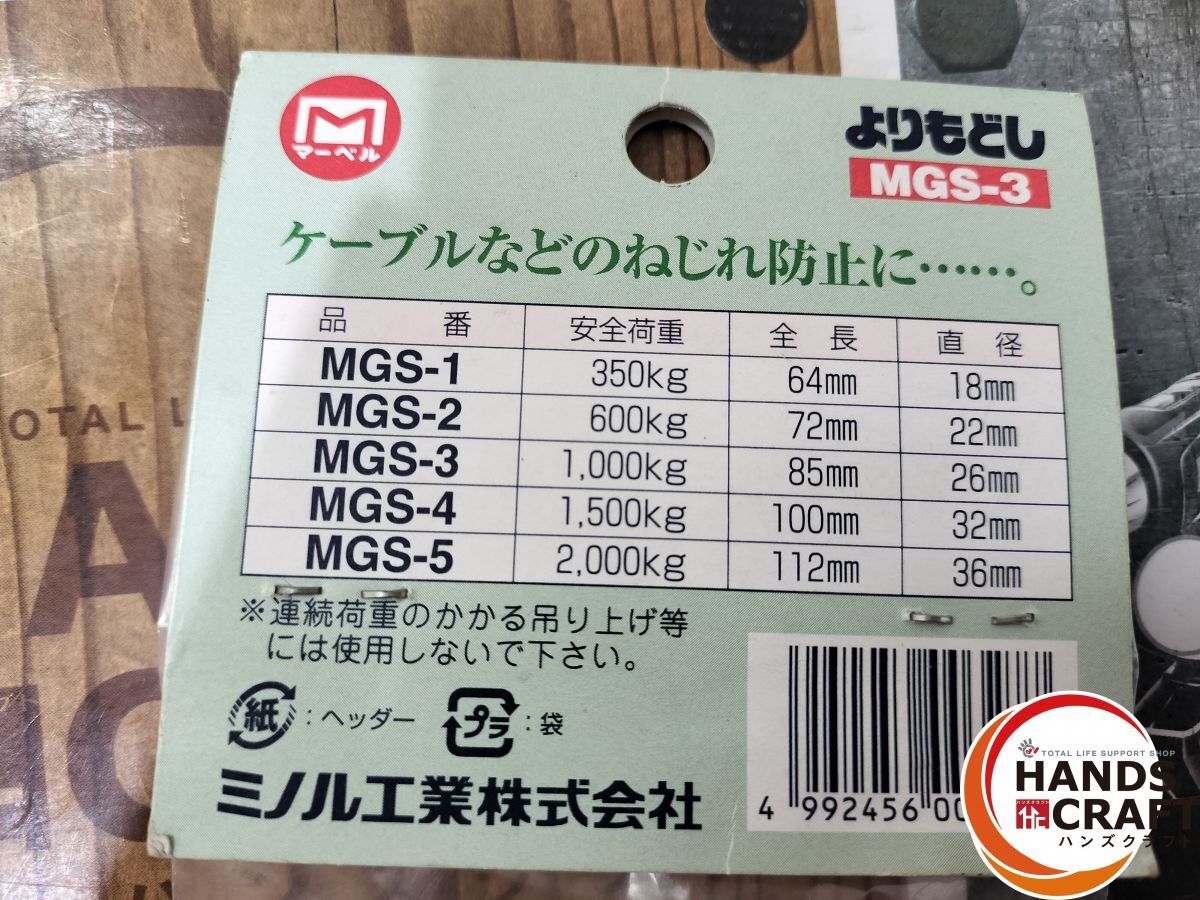 マーベル
よりもどし
MGS-3
ケーブルなどのねじれ防止に……。
品番 安全荷重 全長 直径
MGS-1 350kg 64mm 18mm
MGS-2 600kg 72mm 22mm
MGS-3 1,000kg 85mm 26mm
MGS-4 1,500kg 100mm 32mm
MGS-5 2,000kg 112mm 36mm
※連続荷重のかかる吊り上げ等
には使用しないで下さい。
紙:ヘッダー プラ:袋
ミノル工業株式会社
4 992456 00
OTAL L
TOTAL LIFE SUPPORT SHOP
HANDS
CRAFT
ハンズクラフト